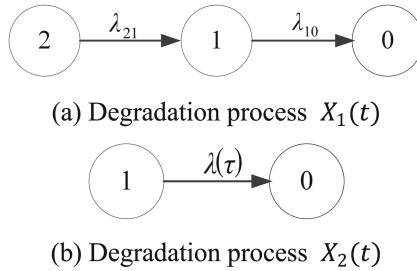 λ₂₁ λ₁₀
2 1 0
(a) Degradation process X₁(t)
λ(τ)
1 0
(b) Degradation process X₂(t)